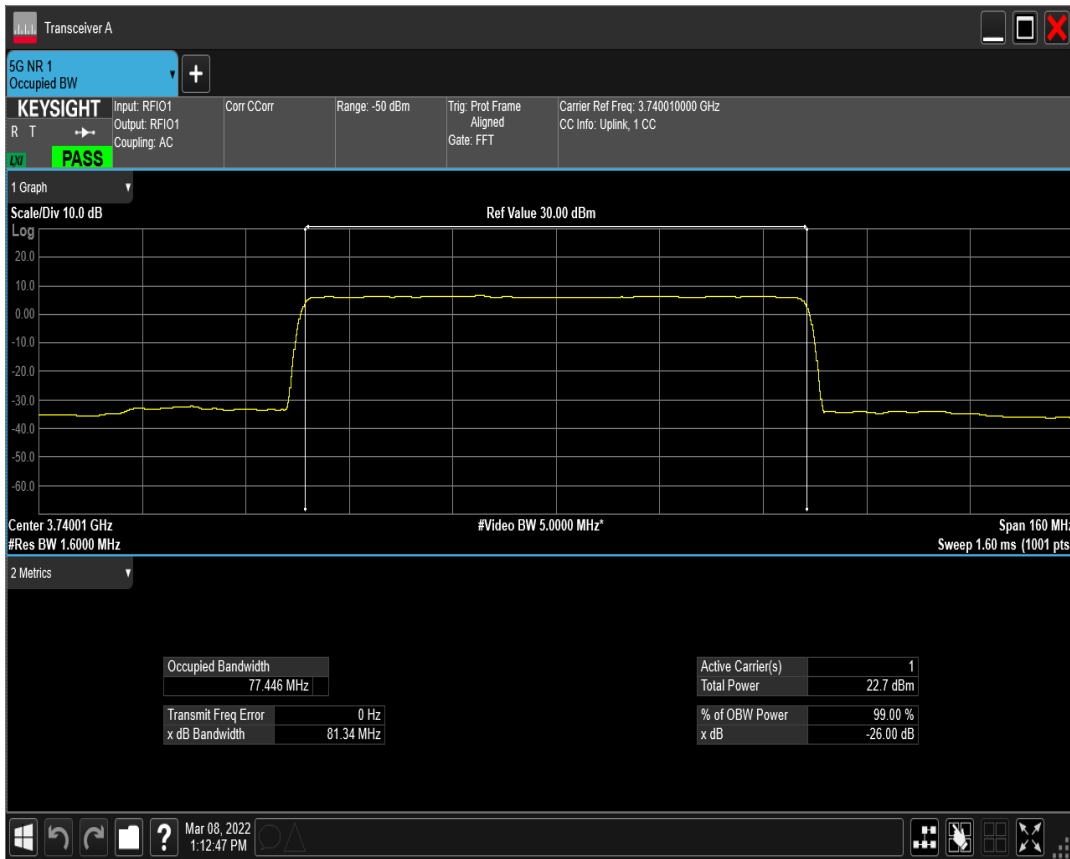 Transceiver A
5G NR 1
Occupied BW
+
KEYSIGHT
R T
LXI
PASS
Input: RFIO1
Output: RFIO1
Coupling: AC
Corr CCorr
Range: -50 dBm
Trig: Prot Frame
Aligned
Gate: FFT
Carrier Ref Freq: 3.740010000 GHz
CC Info: Uplink, 1 CC
1 Graph
Scale/Div 10.0 dB
Ref Value 30.00 dBm
Log
20.0
10.0
0.00
-10.0
-20.0
-30.0
-40.0
-50.0
-60.0
Center 3.74001 GHz
#Video BW 5.0000 MHz*
Span 160 MHz
#Res BW 1.6000 MHz
Sweep 1.60 ms (1001 pts
2 Metrics
Occupied Bandwidth
77.446 MHz
Transmit Freq Error 0 Hz
x dB Bandwidth 81.34 MHz
Active Carrier(s) 1
Total Power 22.7 dBm
% of OBW Power 99.00 %
x dB -26.00 dB
?
Mar 08, 2022
1:12:47 PM